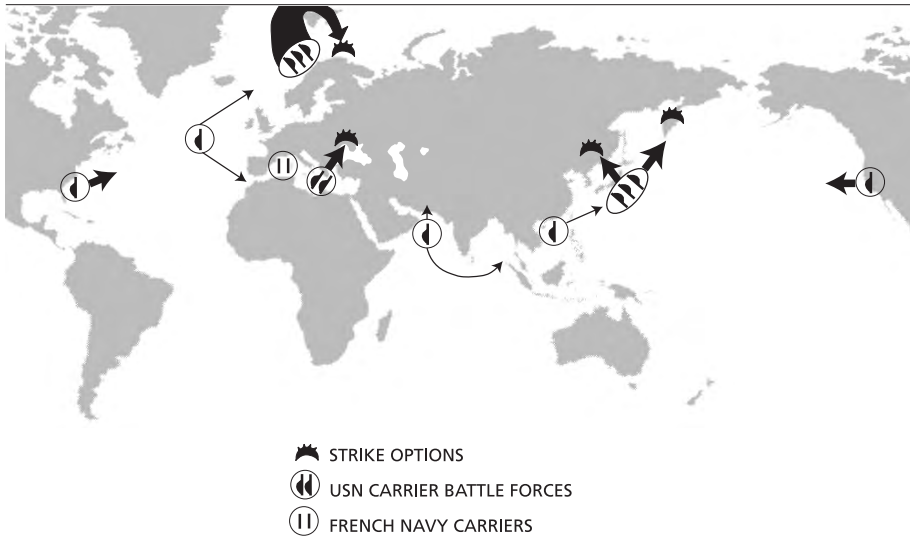 STRIKE OPTIONS
USN CARRIER BATTLE FORCES
FRENCH NAVY CARRIERS